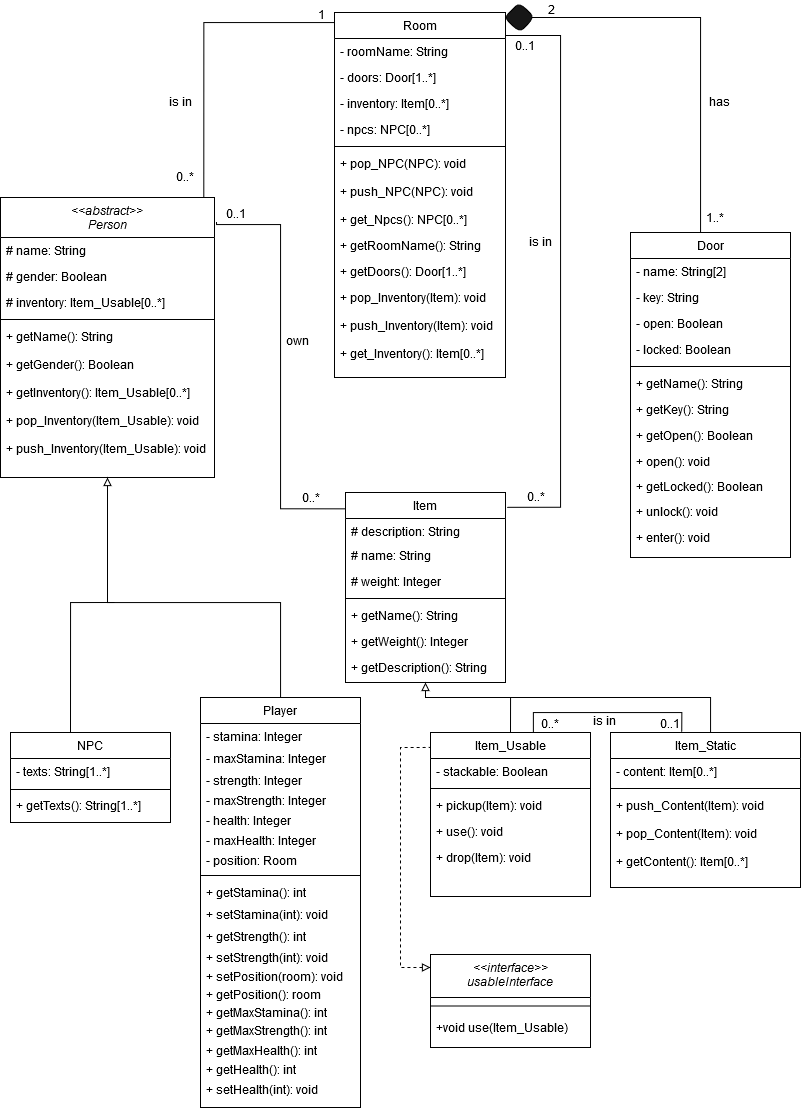 Room
- roomName: String
- doors: Door[1..*]
- inventory: Item[0..*]
- npcs: NPC[0..*]
+ pop_NPC(NPC): void
+ push_NPC(NPC): void
+ get_Npcs(): NPC[0..*]
+ getRoomName(): String
+ getDoors(): Door[1..*]
+ pop_Inventory(Item): void
+ push_Inventory(Item): void
+ get_Inventory(): Item[0..*]
1
is in
0..*
2
has
1..*
0..1
is in
0..*
<<abstract>>
Person
# name: String
# gender: Boolean
# inventory: Item_Usable[0..*]
+ getName(): String
+ getGender(): Boolean
+ getInventory(): Item_Usable[0..*]
+ pop_Inventory(Item_Usable): void
+ push_Inventory(Item_Usable): void
0..1
own
0..*
Door
- name: String[2]
- key: String
- open: Boolean
- locked: Boolean
+ getName(): String
+ getKey(): String
+ getOpen(): Boolean
+ open(): void
+ getLocked(): Boolean
+ unlock(): void
+ enter(): void
Item
# description: String
# name: String
# weight: Integer
+ getName(): String
+ getWeight(): Integer
+ getDescription(): String
NPC
- texts: String[1..*]
+ getTexts(): String[1..*]
Player
- stamina: Integer
- maxStamina: Integer
- strength: Integer
- maxStrength: Integer
- health: Integer
- maxHealth: Integer
- position: Room
+ getStamina(): int
+ setStamina(int): void
+ getStrength(): int
+ setStrength(int): void
+ setPosition(room): void
+ getPosition(): room
+ getMaxStamina(): int
+ getMaxStrength(): int
+ getMaxHealth(): int
+ getHealth(): int
+ setHealth(int): void
0..*
is in
0..1
Item_Usable
- stackable: Boolean
+ pickup(Item): void
+ use(): void
+ drop(Item): void
Item_Static
- content: Item[0..*]
+ push_Content(Item): void
+ pop_Content(Item): void
+ getContent(): Item[0..*]
<<interface>>
usableInterface
+void use(Item_Usable)